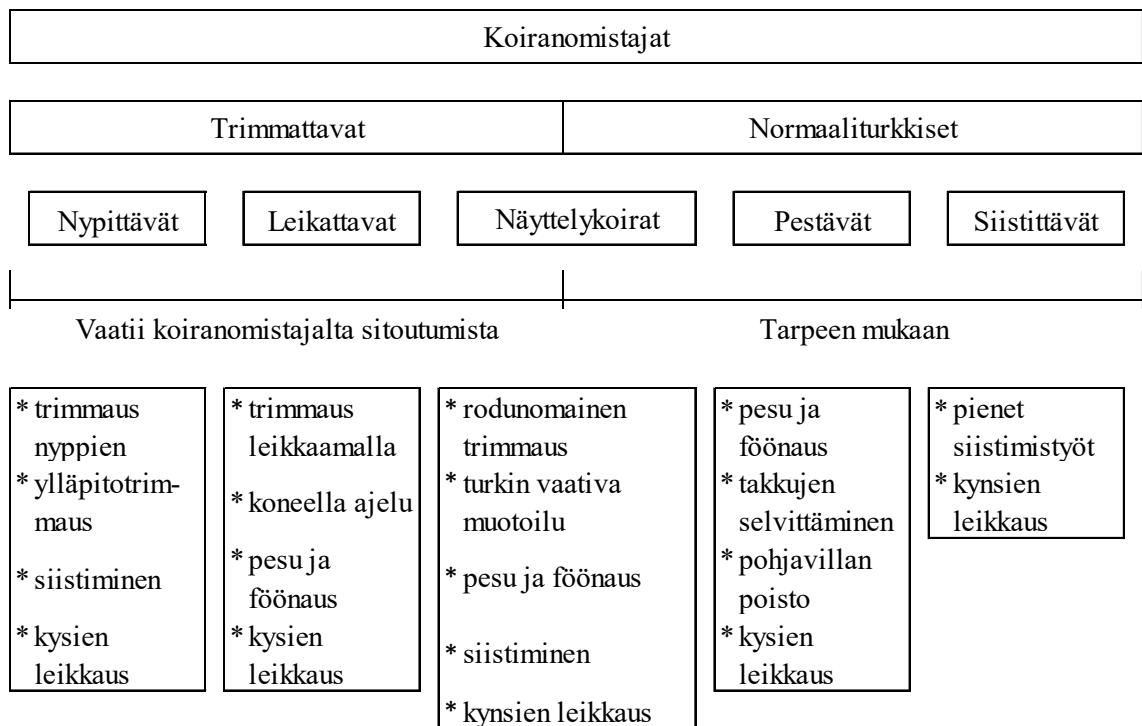 Koiranomistajat
Trimmattavat
Normaaliturkkiset
Nypittävät
Leikattavat
Näyttelykoirat
Pestävät
Siistittävät
Vaatii koiranomistajalta sitoutumista
Tarpeen mukaan
* trimmaus
nyppien
* ylläpitotrim-
maus
* siistiminen
* kysien
leikkaus
* trimmaus
leikkaamalla
* koneella ajelu
* pesu ja
föönaus
* kysien
leikkaus
* rodunomainen
trimmaus
* turkin vaativa
muotoilu
* pesu ja föönaus
* siistiminen
* kynsien leikkaus
* pesu ja
föönaus
* takkujen
selvittäminen
* pohjavillan
poisto
* kysien
leikkaus
* pienet
siistimistyöt
* kynsien
leikkaus